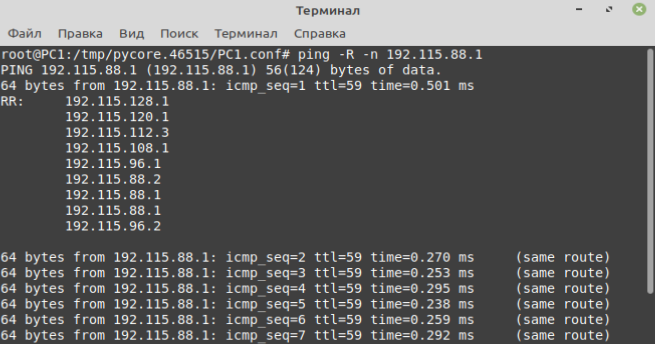 Терминал
Файл Правка Вид Поиск Терминал Справка
root@PC1:/tmp/pycore.46515/PC1.conf# ping -R -n 192.115.88.1
PING 192.115.88.1 (192.115.88.1) 56(124) bytes of data.
64 bytes from 192.115.88.1: icmp_seq=1 ttl=59 time=0.501 ms
RR: 192.115.128.1
192.115.120.1
192.115.112.3
192.115.108.1
192.115.96.1
192.115.88.2
192.115.88.1
192.115.88.1
192.115.96.2
64 bytes from 192.115.88.1: icmp_seq=2 ttl=59 time=0.270 ms (same route)
64 bytes from 192.115.88.1: icmp_seq=3 ttl=59 time=0.253 ms (same route)
64 bytes from 192.115.88.1: icmp_seq=4 ttl=59 time=0.295 ms (same route)
64 bytes from 192.115.88.1: icmp_seq=5 ttl=59 time=0.238 ms (same route)
64 bytes from 192.115.88.1: icmp_seq=6 ttl=59 time=0.259 ms (same route)
64 bytes from 192.115.88.1: icmp_seq=7 ttl=59 time=0.292 ms (same route)